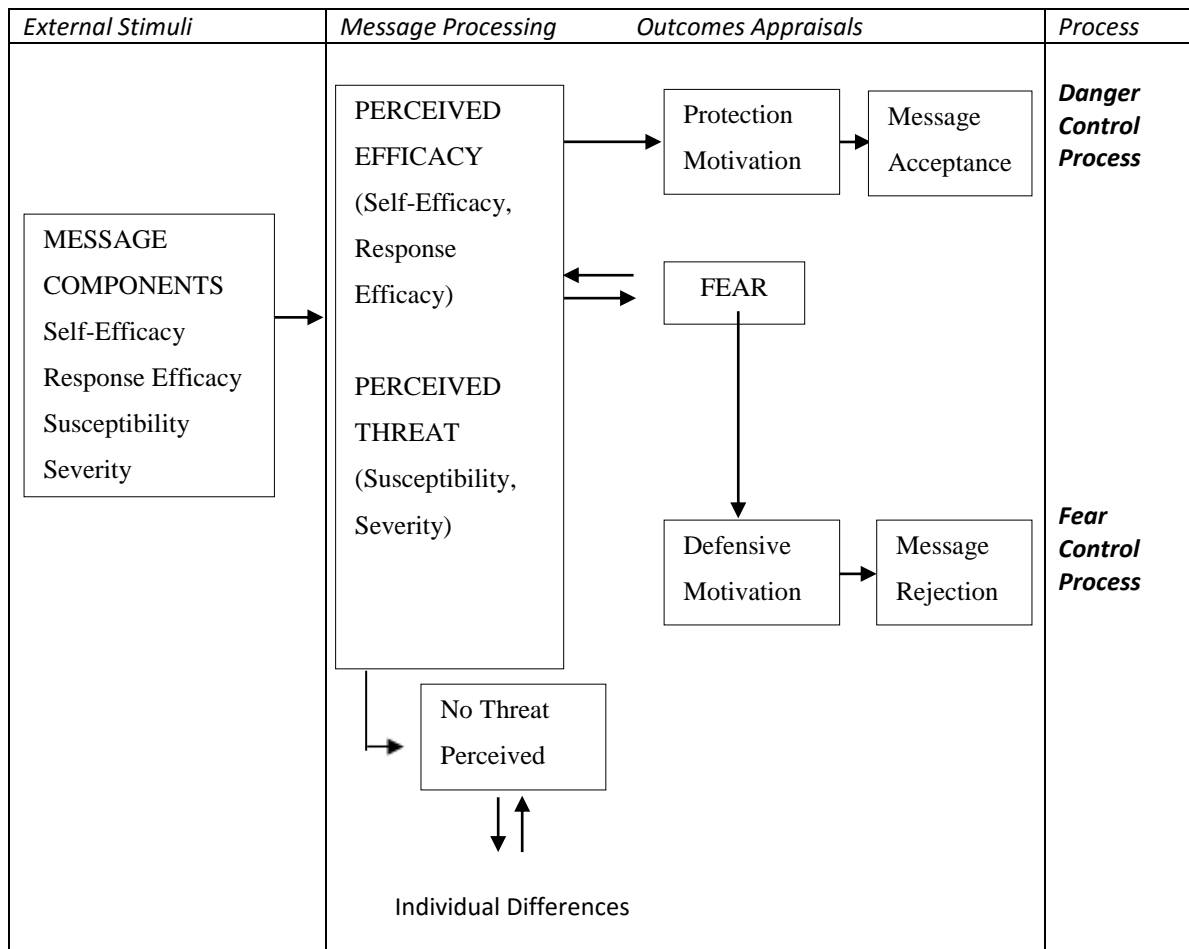 External Stimuli
Message Processing
Outcomes Appraisals
Process
MESSAGE
COMPONENTS
Self-Efficacy
Response Efficacy
Susceptibility
Severity
PERCEIVED
EFFICACY
(Self-Efficacy,
Response
Efficacy)
PERCEIVED
THREAT
(Susceptibility,
Severity)
Protection
Motivation
Message
Acceptance
Danger
Control
Process
FEAR
Defensive
Motivation
Message
Rejection
Fear
Control
Process
No Threat
Perceived
Individual Differences